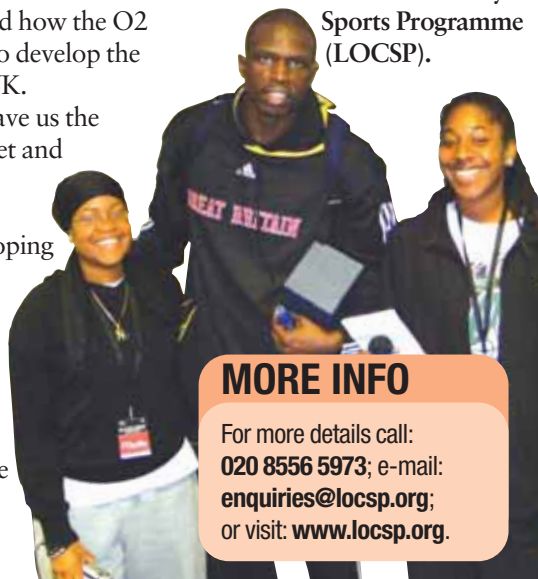 d how the O2
o develop the
K.
ave us the
et and
ping
e
Sports Programme
(LOCSP).
GREAT BRITAIN
MORE INFO
For more details call:
020 8556 5973; e-mail:
enquiries@locsp.org;
or visit: www.locsp.org.